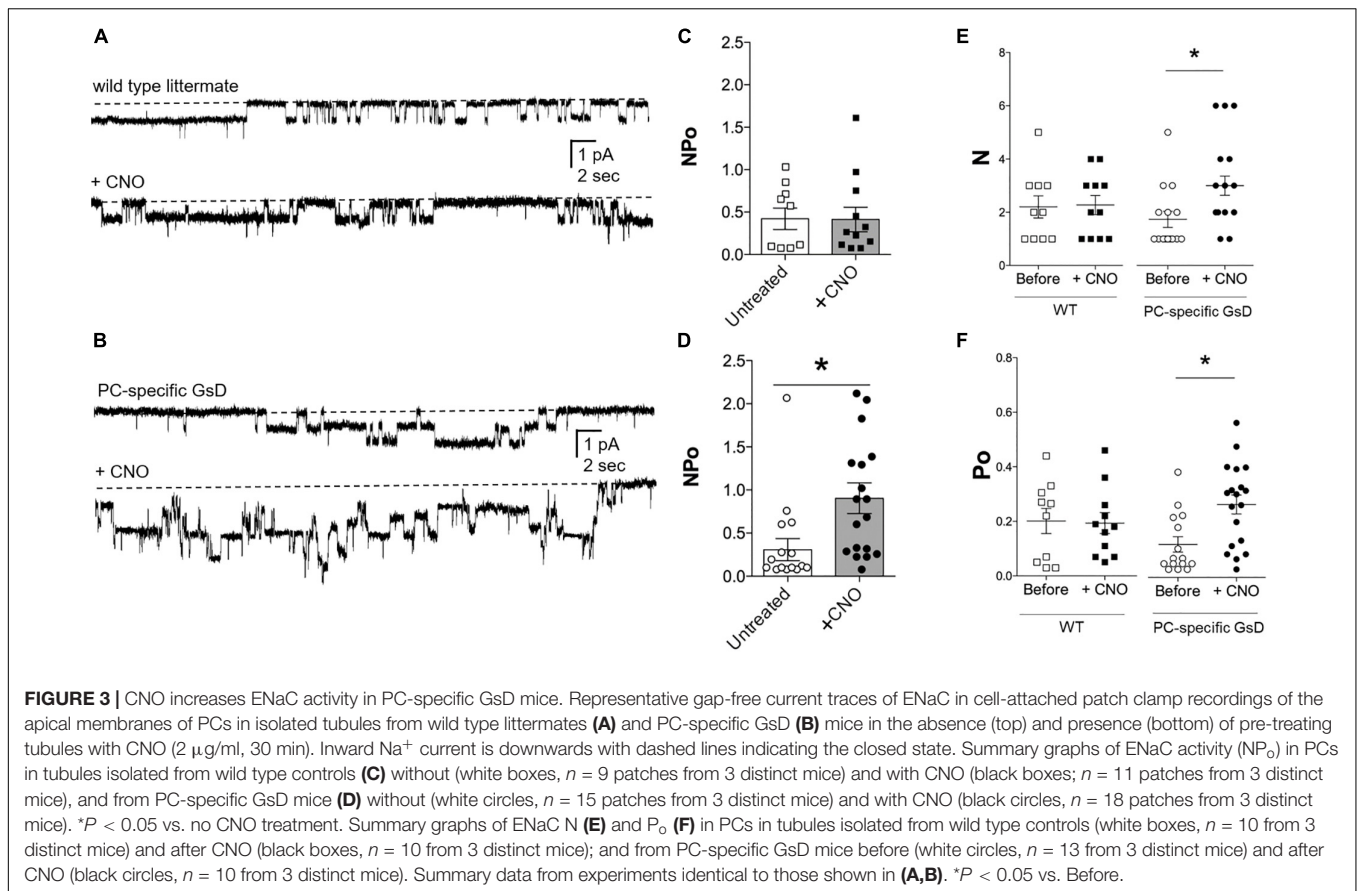 A
wild type littermate
1 pA
2 sec
+ CNO
B
PC-specific GsD
1 pA
2 sec
+ CNO
C
2.5
2.0
1.5
1.0
0.5
0.0
NPo
Untreated
+CNO
D
*
2.5
2.0
1.5
1.0
0.5
0.0
NPo
Untreated
+CNO
E
*
8
6
4
2
0
N
Before + CNO Before + CNO
WT PC-specific GsD
F
*
0.8
0.6
0.4
0.2
0.0
Po
Before + CNO Before + CNO
WT PC-specific GsD
FIGURE 3 | CNO increases ENaC activity in PC-specific GsD mice. Representative gap-free current traces of ENaC in cell-attached patch clamp recordings of the
apical membranes of PCs in isolated tubules from wild type littermates (A) and PC-specific GsD (B) mice in the absence (top) and presence (bottom) of pre-treating
tubules with CNO (2 μg/ml, 30 min). Inward Na⁺ current is downwards with dashed lines indicating the closed state. Summary graphs of ENaC activity (NPₒ) in PCs
in tubules isolated from wild type controls (C) without (white boxes, n = 9 patches from 3 distinct mice) and with CNO (black boxes; n = 11 patches from 3 distinct
mice), and from PC-specific GsD mice (D) without (white circles, n = 15 patches from 3 distinct mice) and with CNO (black circles, n = 18 patches from 3 distinct
mice). *P < 0.05 vs. no CNO treatment. Summary graphs of ENaC N (E) and Pₒ (F) in PCs in tubules isolated from wild type controls (white boxes, n = 10 from 3
distinct mice) and after CNO (black boxes, n = 10 from 3 distinct mice); and from PC-specific GsD mice before (white circles, n = 13 from 3 distinct mice) and after
CNO (black circles, n = 10 from 3 distinct mice). Summary data from experiments identical to those shown in (A,B). *P < 0.05 vs. Before.